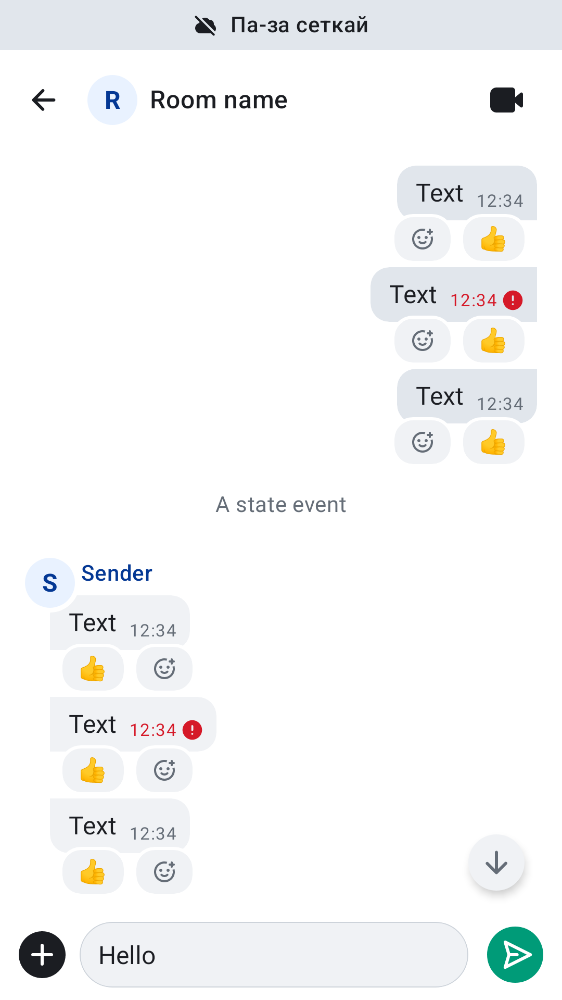 Па-за сеткай
R Room name
Text 12:34
👍
Text 12:34
👍
Text 12:34
👍
A state event
S Sender
Text 12:34
👍
Text 12:34
👍
Text 12:34
👍
Hello